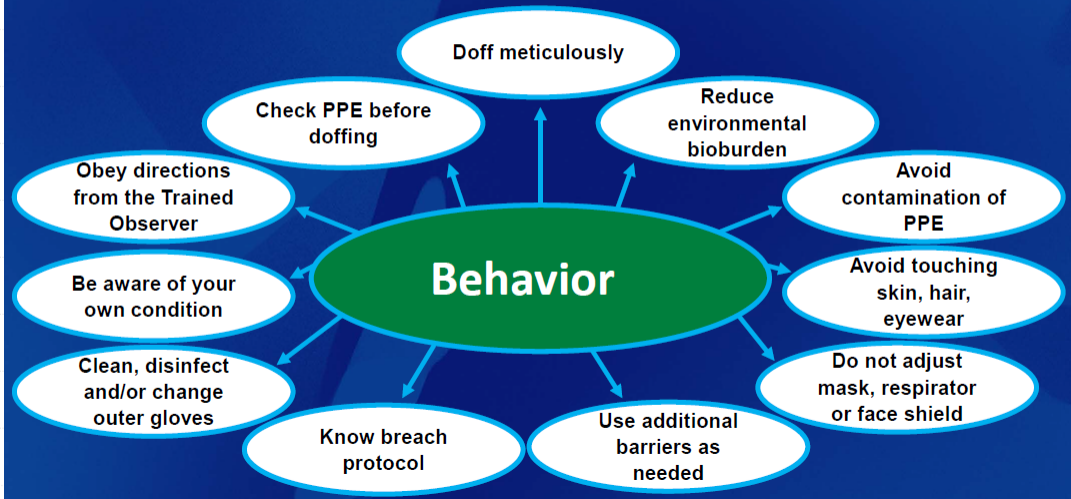 Doff meticulously
Check PPE before
doffing
Reduce
environmental
bioburden
Obey directions
from the Trained
Observer
Avoid
contamination of
PPE
Behavior
Be aware of your
own condition
Avoid touching
skin, hair,
eyewear
Clean, disinfect
and/or change
outer gloves
Do not adjust
mask, respirator
or face shield
Know breach
protocol
Use additional
barriers as
needed